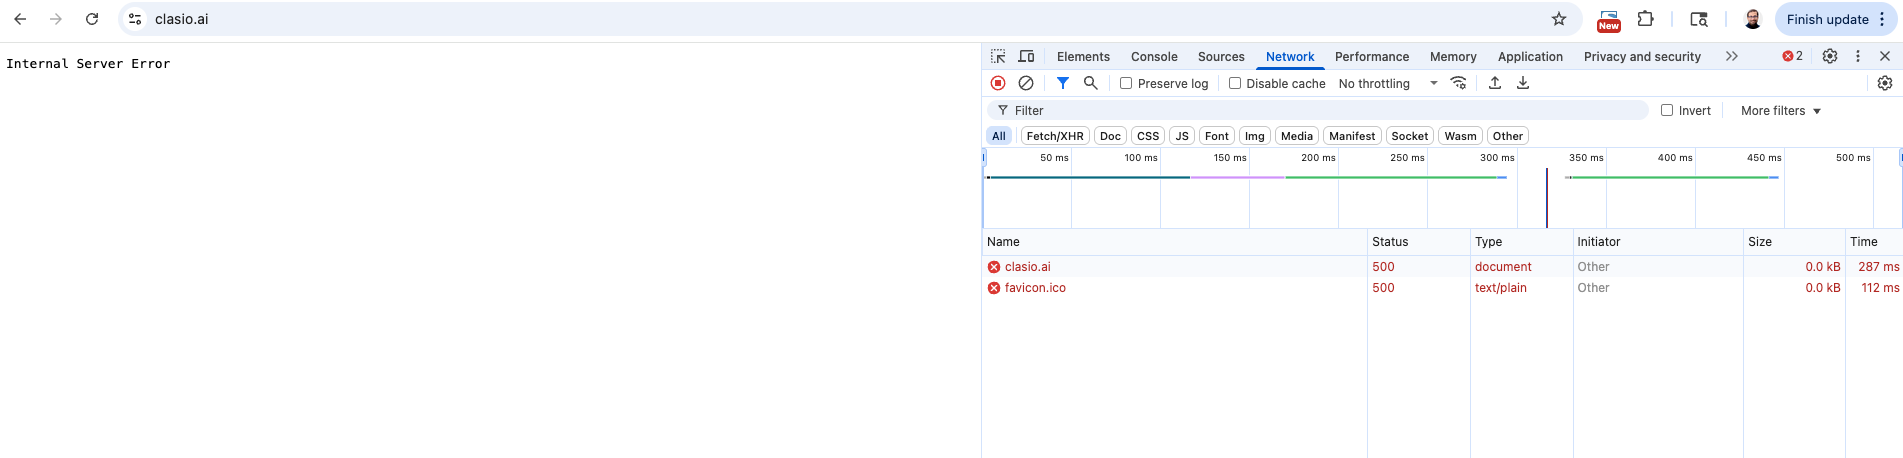 clasio.ai
New
Finish update
Internal Server Error
Elements Console Sources Network Performance Memory Application Privacy and security 2
Preserve log Disable cache No throttling
Filter Invert More filters
All Fetch/XHR Doc CSS JS Font Img Media Manifest Socket Wasm Other
50 ms 100 ms 150 ms 200 ms 250 ms 300 ms 350 ms 400 ms 450 ms 500 ms
Name Status Type Initiator Size Time
clasio.ai 500 document Other 0.0 kB 287 ms
favicon.ico 500 text/plain Other 0.0 kB 112 ms